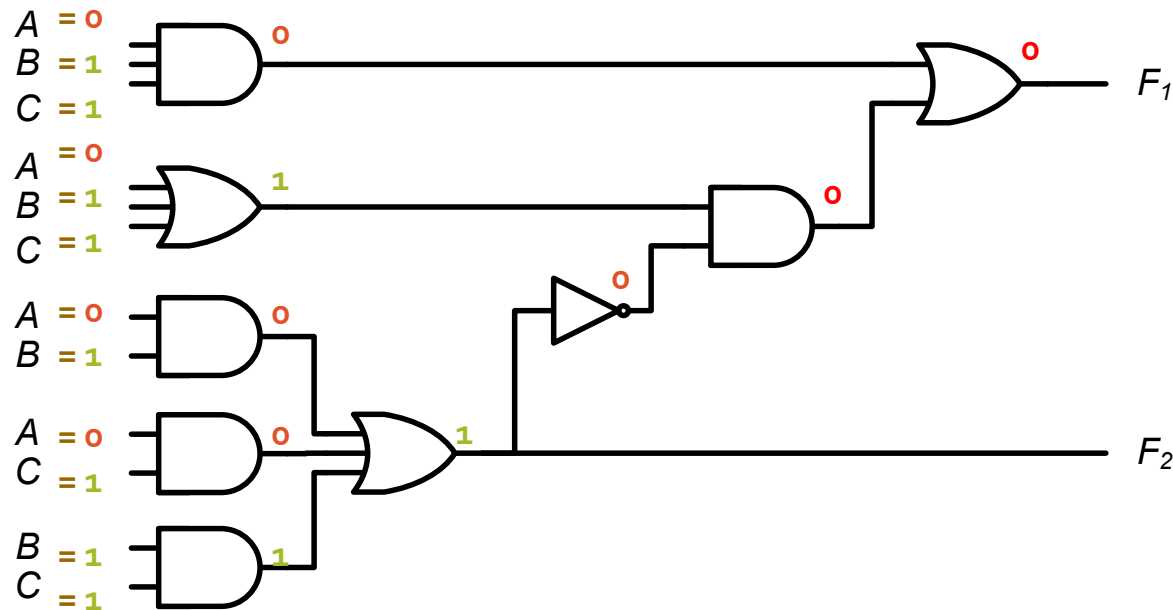 A = 0
0
B = 1
C = 1
0
F1
A = 0
1
B = 1
C = 1
0
0
A = 0
0
B = 1
A = 0
0
1
C = 1
F2
B = 1
1
C = 1